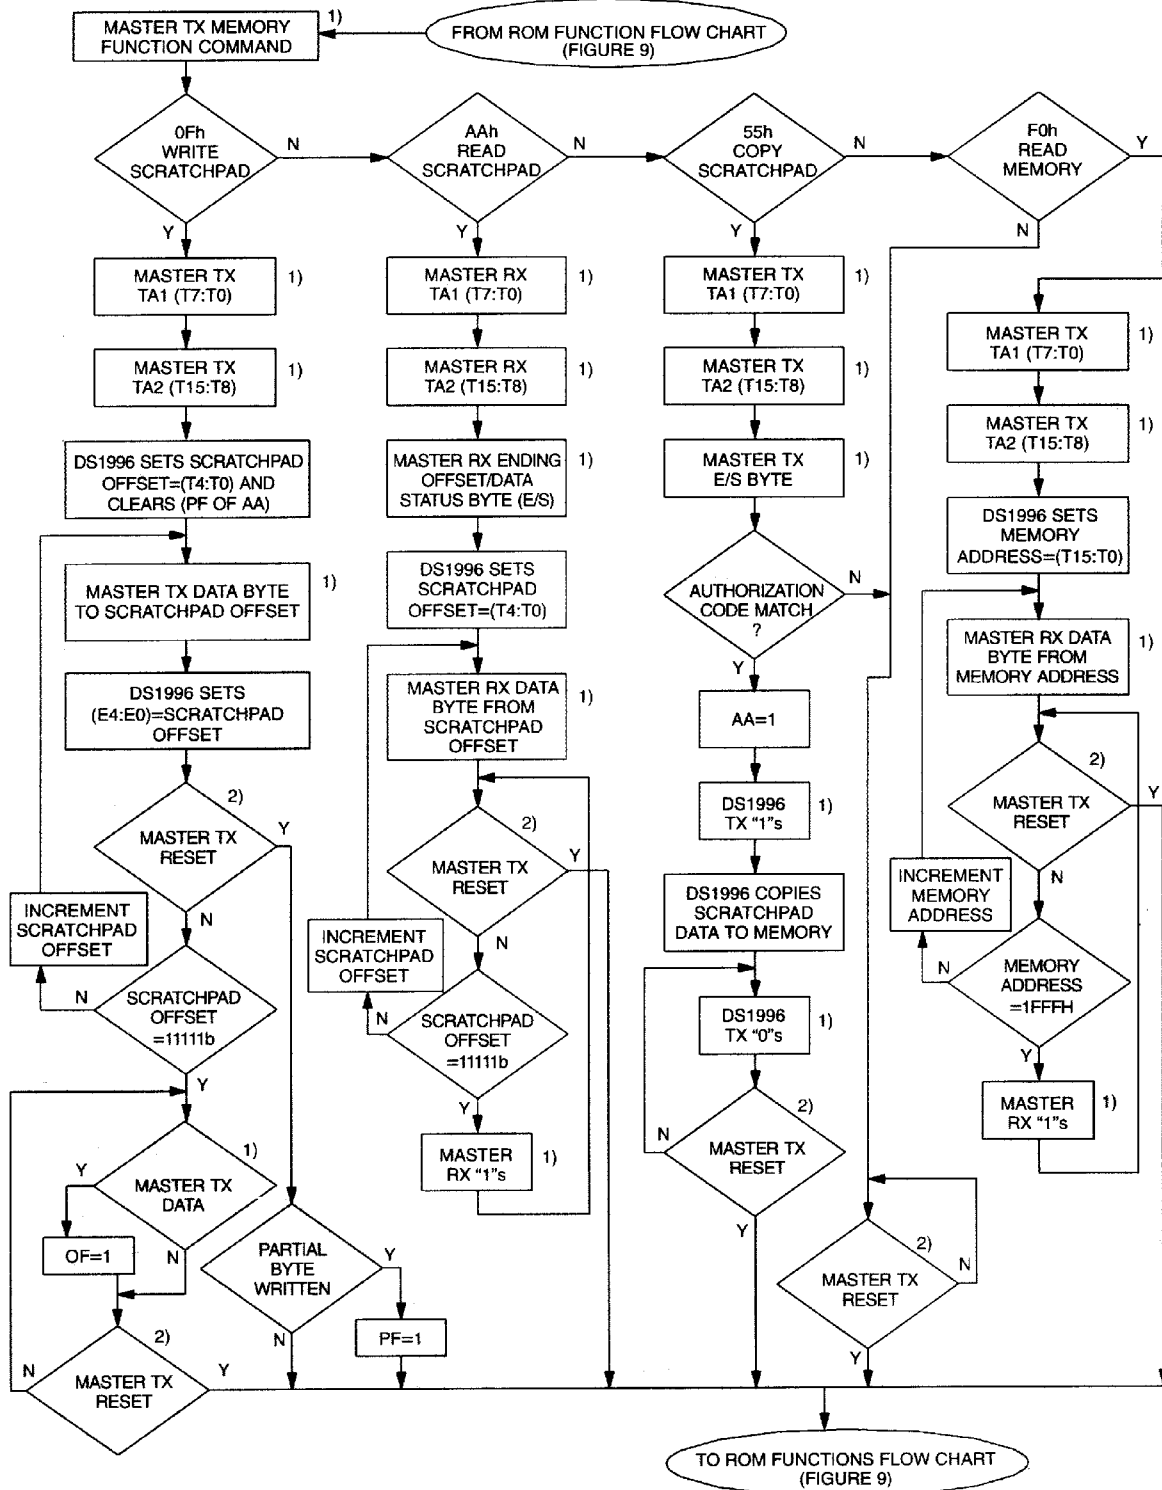 MASTER TX MEMORY
FUNCTION COMMAND
1)
FROM ROM FUNCTION FLOW CHART
(FIGURE 9)
0Fh
WRITE
SCRATCHPAD
N
Y
AAh
READ
SCRATCHPAD
N
Y
55h
COPY
SCRATCHPAD
N
Y
F0h
READ
MEMORY
Y
N
MASTER TX
TA1 (T7:T0)
1)
MASTER TX
TA2 (T15:T8)
1)
DS1996 SETS SCRATCHPAD
OFFSET=(T4:T0) AND
CLEARS (PF OF AA)
MASTER TX DATA BYTE
TO SCRATCHPAD OFFSET
1)
DS1996 SETS
(E4:E0)=SCRATCHPAD
OFFSET
2)
MASTER TX
RESET
Y
N
INCREMENT
SCRATCHPAD
OFFSET
N
SCRATCHPAD
OFFSET
=11111b
Y
1)
MASTER TX
DATA
Y
N
OF=1
2)
MASTER TX
RESET
N
Y
PARTIAL
BYTE
WRITTEN
Y
N
PF=1
MASTER RX
TA1 (T7:T0)
1)
MASTER RX
TA2 (T15:T8)
1)
MASTER RX ENDING
OFFSET/DATA
STATUS BYTE (E/S)
1)
DS1996 SETS
SCRATCHPAD
OFFSET=(T4:T0)
MASTER RX DATA
BYTE FROM
SCRATCHPAD
OFFSET
1)
2)
MASTER TX
RESET
Y
N
INCREMENT
SCRATCHPAD
OFFSET
N
SCRATCHPAD
OFFSET
=11111b
Y
MASTER
RX "1"s
1)
MASTER TX
TA1 (T7:T0)
1)
MASTER TX
TA2 (T15:T8)
1)
MASTER TX
E/S BYTE
1)
AUTHORIZATION
CODE MATCH
?
N
Y
AA=1
DS1996
TX "1"s
1)
DS1996 COPIES
SCRATCHPAD
DATA TO MEMORY
DS1996
TX "0"s
1)
2)
MASTER TX
RESET
N
Y
2)
MASTER TX
RESET
N
Y
MASTER TX
TA1 (T7:T0)
1)
MASTER TX
TA2 (T15:T8)
1)
DS1996 SETS
MEMORY
ADDRESS=(T15:T0)
MASTER RX DATA
BYTE FROM
MEMORY ADDRESS
1)
2)
MASTER TX
RESET
Y
N
INCREMENT
MEMORY
ADDRESS
N
MEMORY
ADDRESS
=1FFFH
Y
MASTER
RX "1"s
1)
TO ROM FUNCTIONS FLOW CHART
(FIGURE 9)